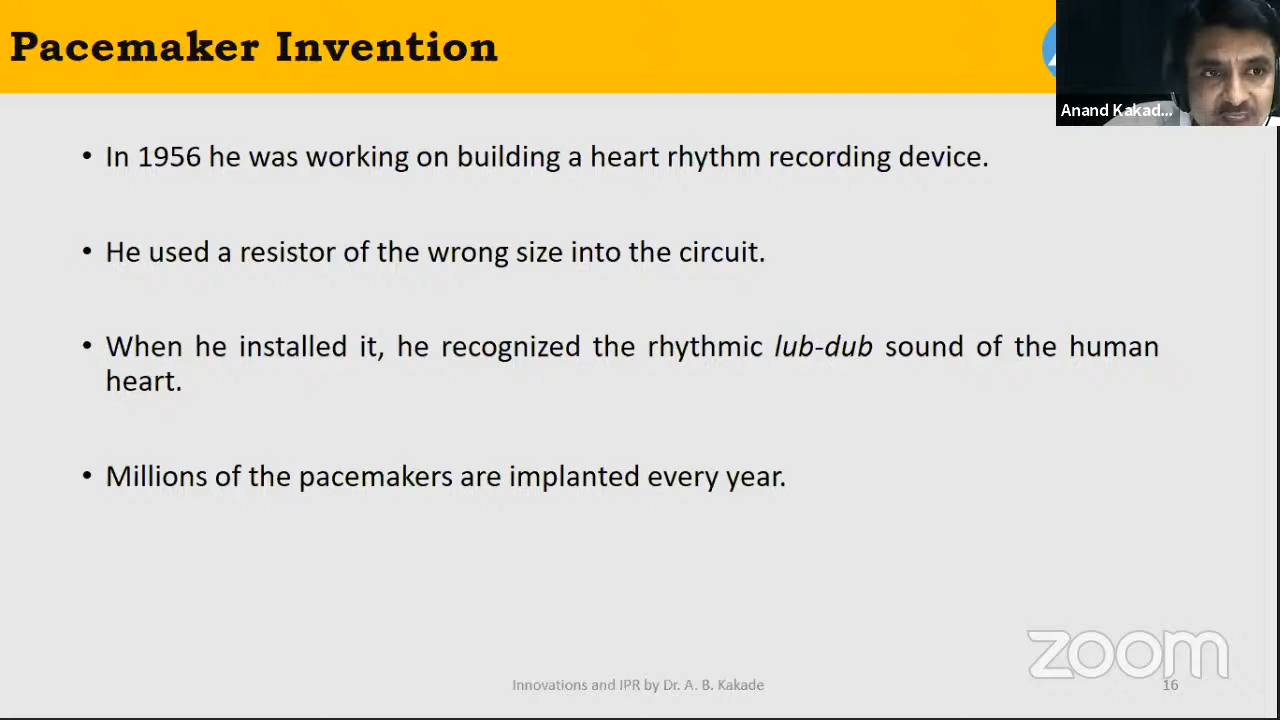 Pacemaker Invention
Anand Kakad...
• In 1956 he was working on building a heart rhythm recording device.
• He used a resistor of the wrong size into the circuit.
• When he installed it, he recognized the rhythmic lub-dub sound of the human
heart.
• Millions of the pacemakers are implanted every year.
zoom
Innovations and IPR by Dr. A. B. Kakade
16